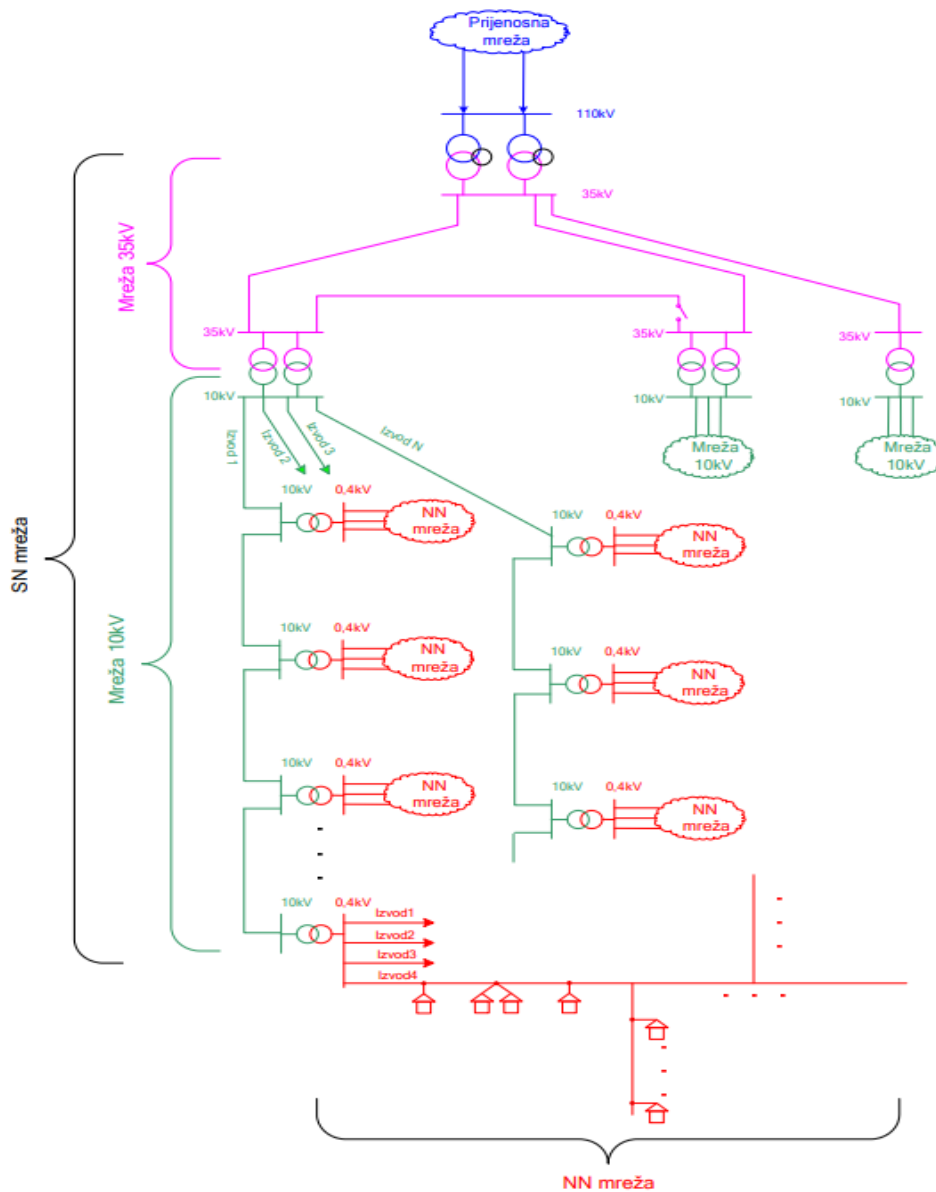 Prijenosna
mreža
110kV
35kV
SN mreža
Mreža 35kV
35kV
35kV
35kV
10kV
10kV
10kV
Izvod 1
Izvod 2
Izvod 3
Izvod N
Mreža
10kV
Mreža
10kV
Mreža 10kV
10kV
0,4kV
NN
mreža
10kV
0,4kV
NN
mreža
10kV
0,4kV
NN
mreža
10kV
0,4kV
NN
mreža
10kV
0,4kV
NN
mreža
10kV
0,4kV
NN
mreža
10kV
0,4kV
Izvod1
Izvod2
Izvod3
Izvod4
NN mreža